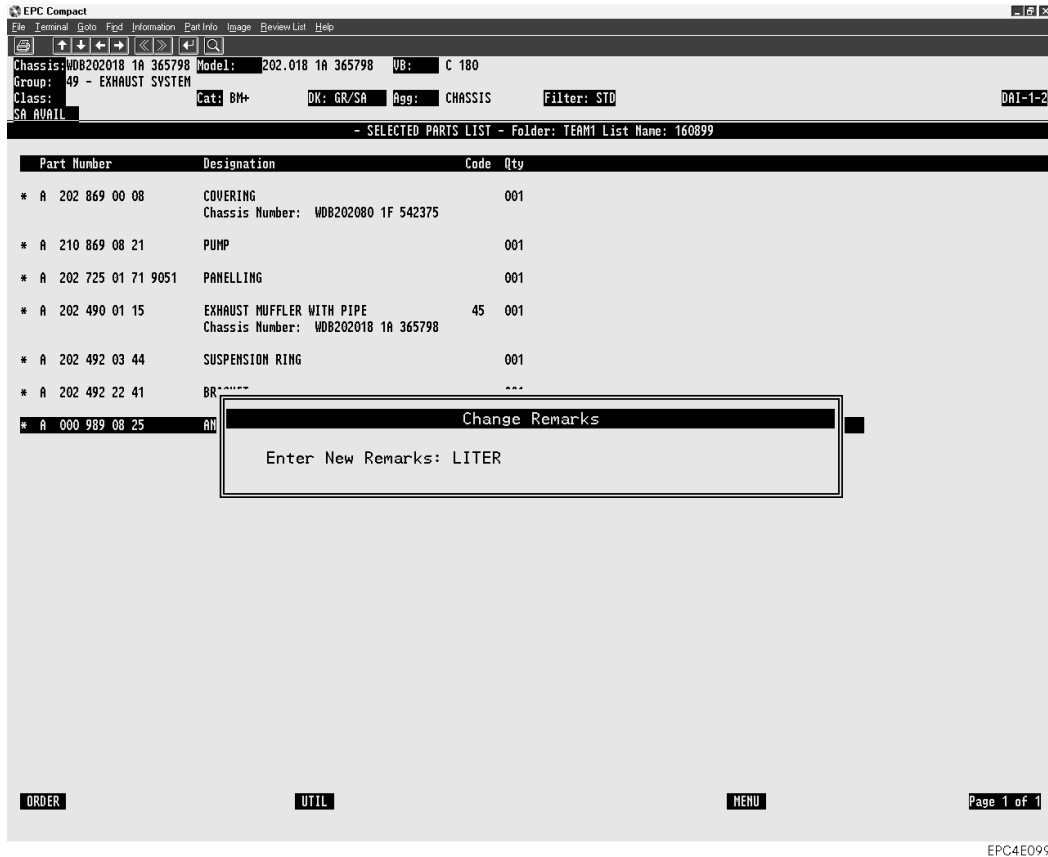 EPC Compact
File Terminal Goto Find Information Part Info Image Review List Help
Chassis:WDB202018 1A 365798 Model: 202.018 1A 365798 VB: C 180
Group: 49 - EXHAUST SYSTEM
Class: Cat: BM+ DK: GR/SA Agg: CHASSIS Filter: STD DAI-1-2
SA AVAIL
- SELECTED PARTS LIST - Folder: TEAM1 List Name: 160899
Part Number Designation Code Qty
* A 202 869 00 08 COVERING 001
Chassis Number: WDB202080 1F 542375
* A 210 869 08 21 PUMP 001
* A 202 725 01 71 9051 PANELLING 001
* A 202 490 01 15 EXHAUST MUFFLER WITH PIPE 45 001
Chassis Number: WDB202018 1A 365798
* A 202 492 03 44 SUSPENSION RING 001
* A 202 492 22 41
* A 000 989 08 25 AN
Change Remarks
Enter New Remarks: LITER
ORDER UTIL MENU Page 1 of 1
EPC4E099